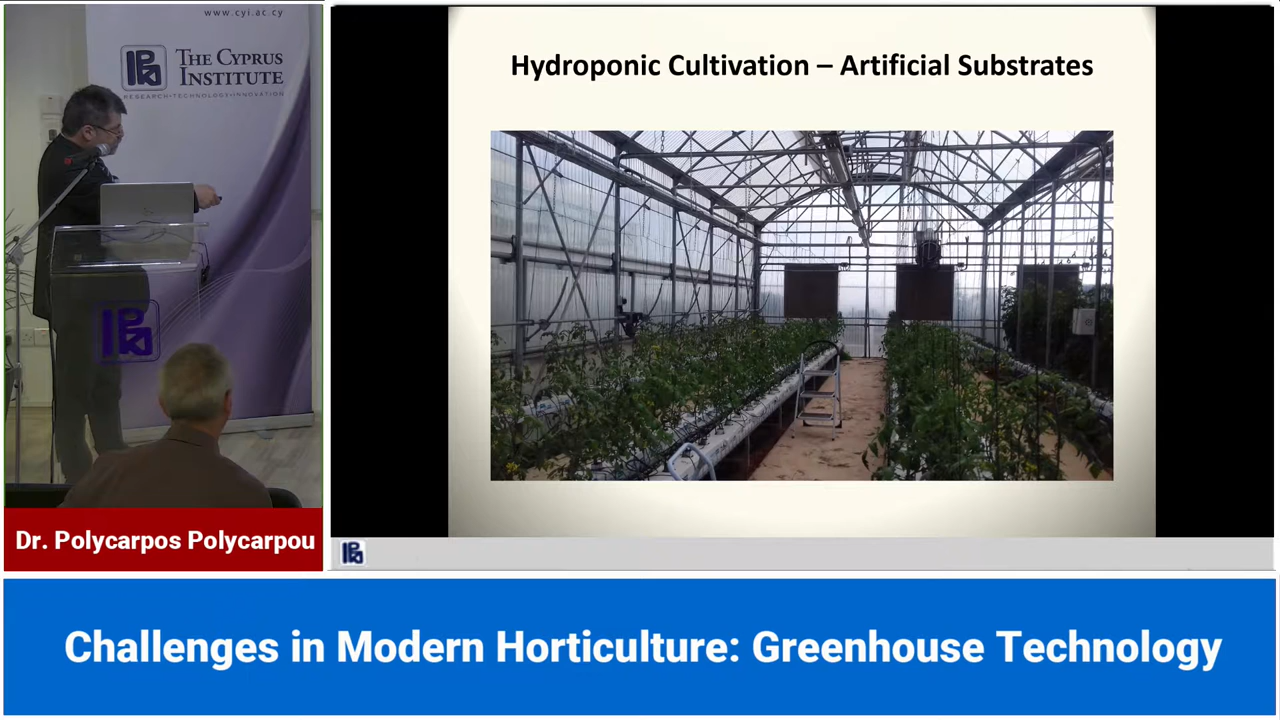 www.cyi.ac.cy
THE CYPRUS
INSTITUTE
RESEARCH•TECHNOLOGY•INNOVATION
Hydroponic Cultivation – Artificial Substrates
Dr. Polycarpos Polycarpou
Challenges in Modern Horticulture: Greenhouse Technology